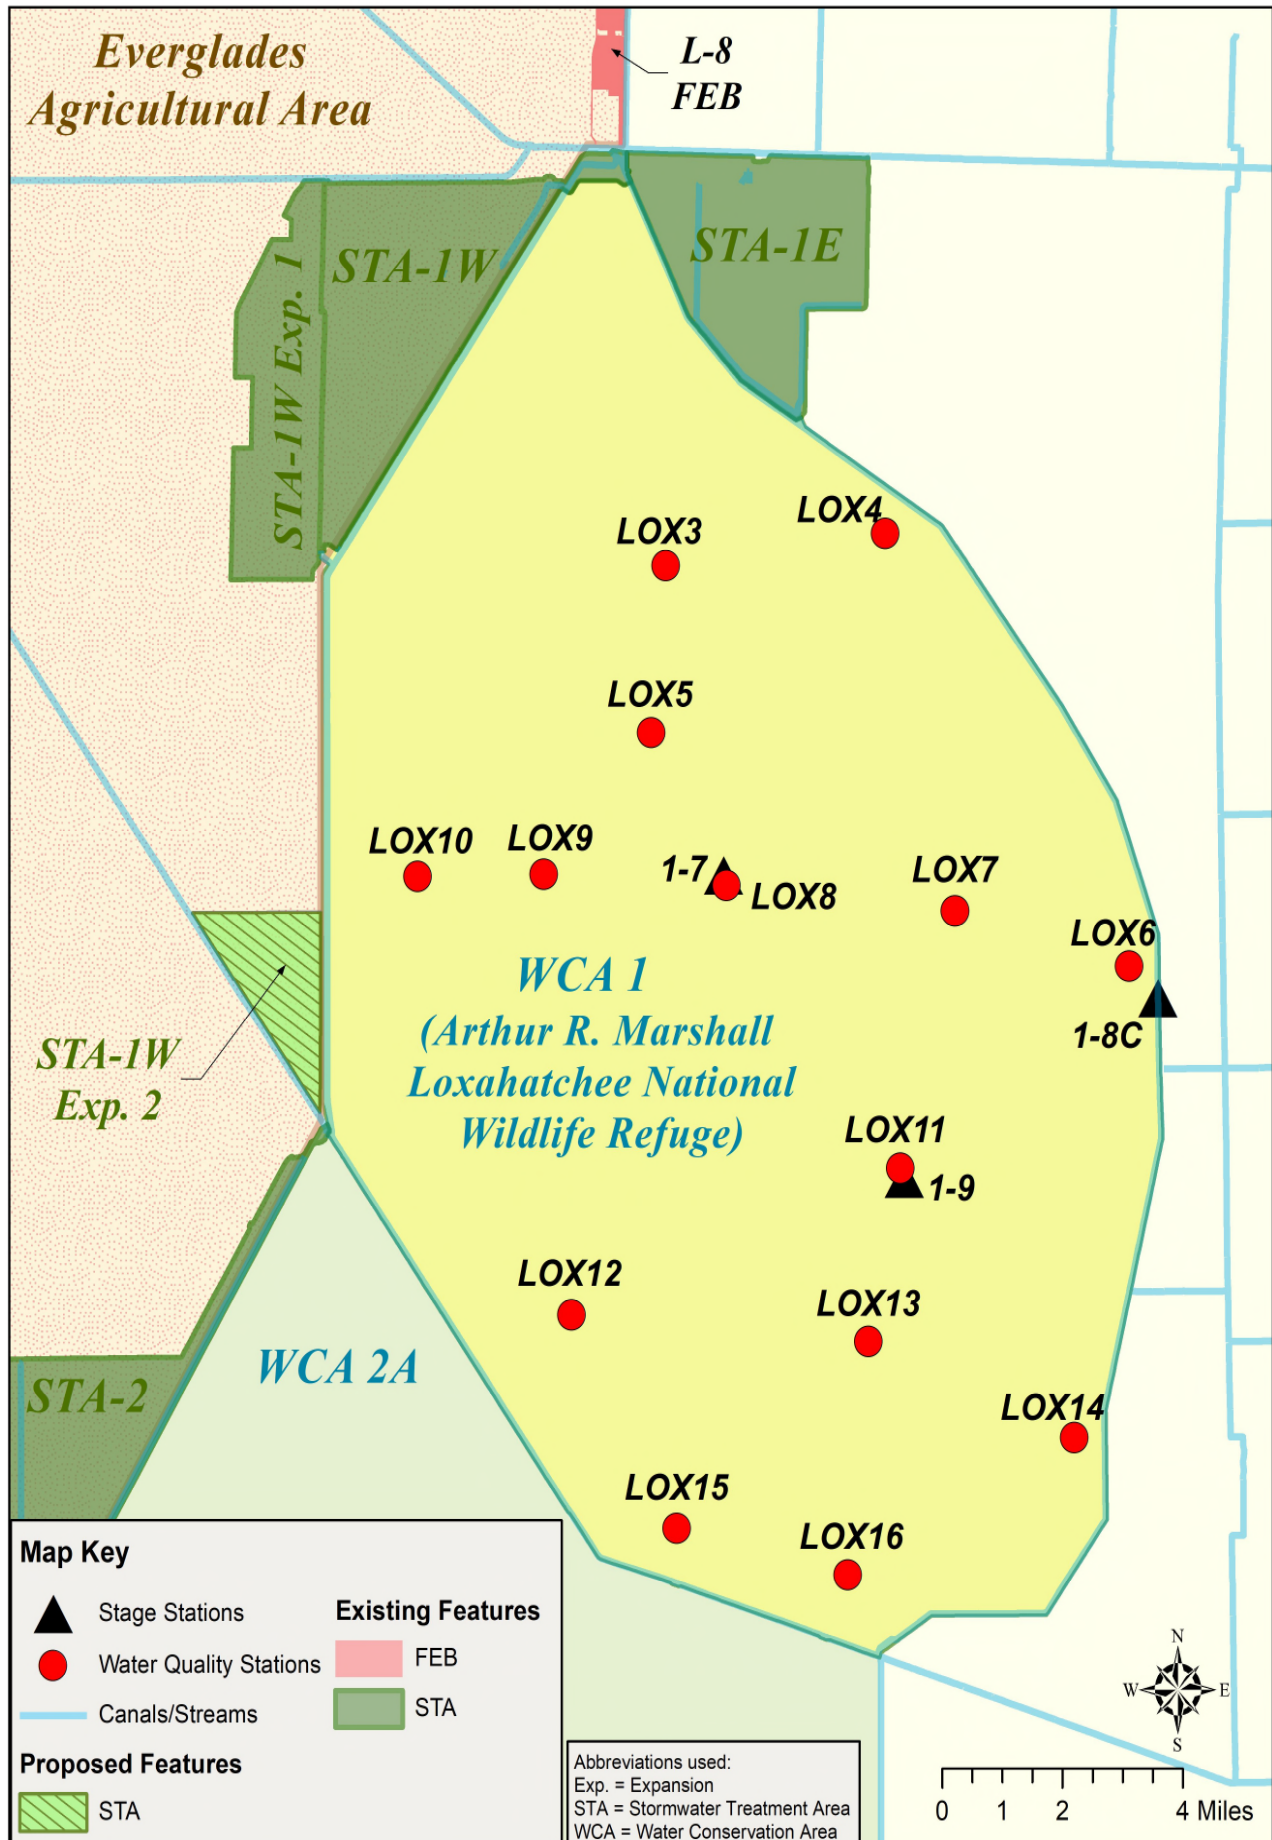 Everglades
Agricultural Area
L-8
FEB
STA-1W
STA-1E
STA-1W Exp. 1
LOX3
LOX4
LOX5
LOX10
LOX9
1-7
LOX8
LOX7
LOX6
1-8C
WCA 1
(Arthur R. Marshall
Loxahatchee National
Wildlife Refuge)
STA-1W
Exp. 2
LOX11
1-9
LOX12
LOX13
WCA 2A
STA-2
LOX14
LOX15
LOX16
Map Key
Stage Stations
Water Quality Stations
Canals/Streams
Proposed Features
STA
Existing Features
FEB
STA
Abbreviations used:
Exp. = Expansion
STA = Stormwater Treatment Area
WCA = Water Conservation Area
N
W
E
S
0 1 2 4 Miles